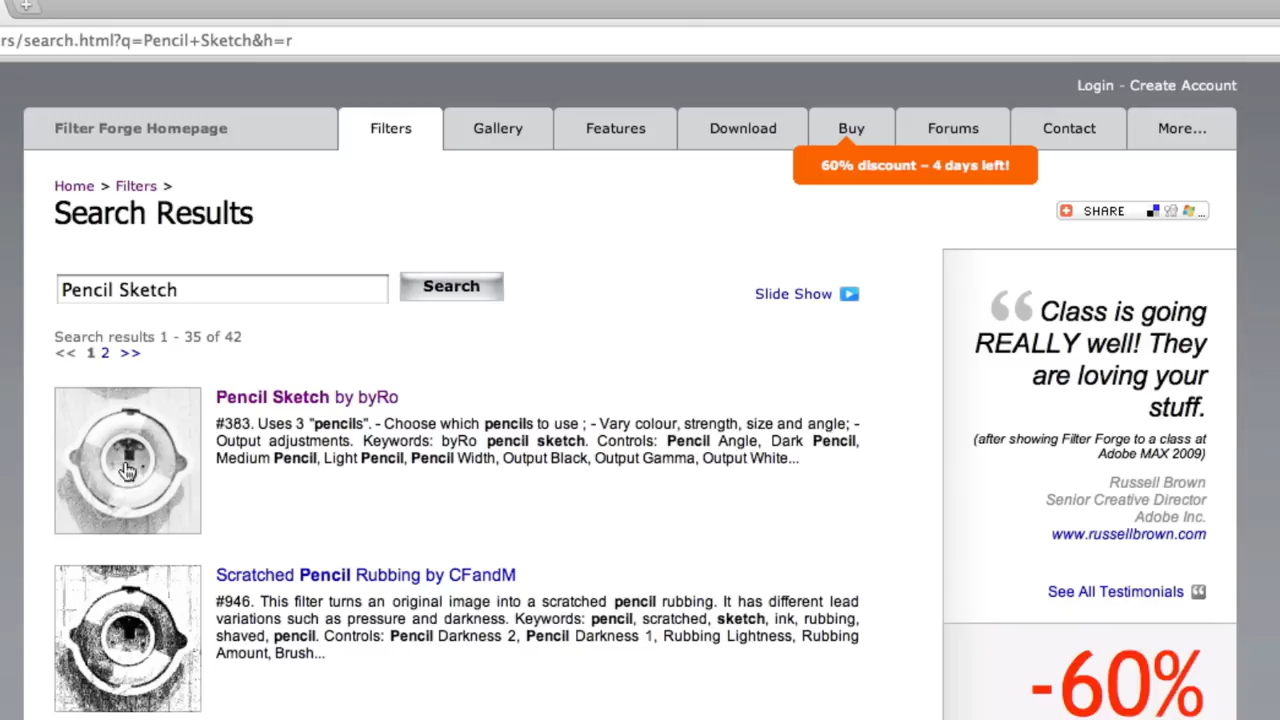 rs/search.html?q=Pencil+Sketch&h=r
Login - Create Account
Filter Forge Homepage
Filters
Gallery
Features
Download
Buy
Forums
Contact
More...
60% discount – 4 days left!
Home > Filters >
Search Results
SHARE
Pencil Sketch
Search
Slide Show
Search results 1 - 35 of 42
<< 1 2 >>
Pencil Sketch by byRo
#383. Uses 3 "pencils". - Choose which pencils to use ; - Vary colour, strength, size and angle; -
Output adjustments. Keywords: byRo pencil sketch. Controls: Pencil Angle, Dark Pencil,
Medium Pencil, Light Pencil, Pencil Width, Output Black, Output Gamma, Output White...
Scratched Pencil Rubbing by CFandM
#946. This filter turns an original image into a scratched pencil rubbing. It has different lead
variations such as pressure and darkness. Keywords: pencil, scratched, sketch, ink, rubbing,
shaved, pencil. Controls: Pencil Darkness 2, Pencil Darkness 1, Rubbing Lightness, Rubbing
Amount, Brush...
“Class is going
REALLY well! They
are loving your
stuff.
(after showing Filter Forge to a class at
Adobe MAX 2009)
Russell Brown
Senior Creative Director
Adobe Inc.
www.russellbrown.com
See All Testimonials
-60%